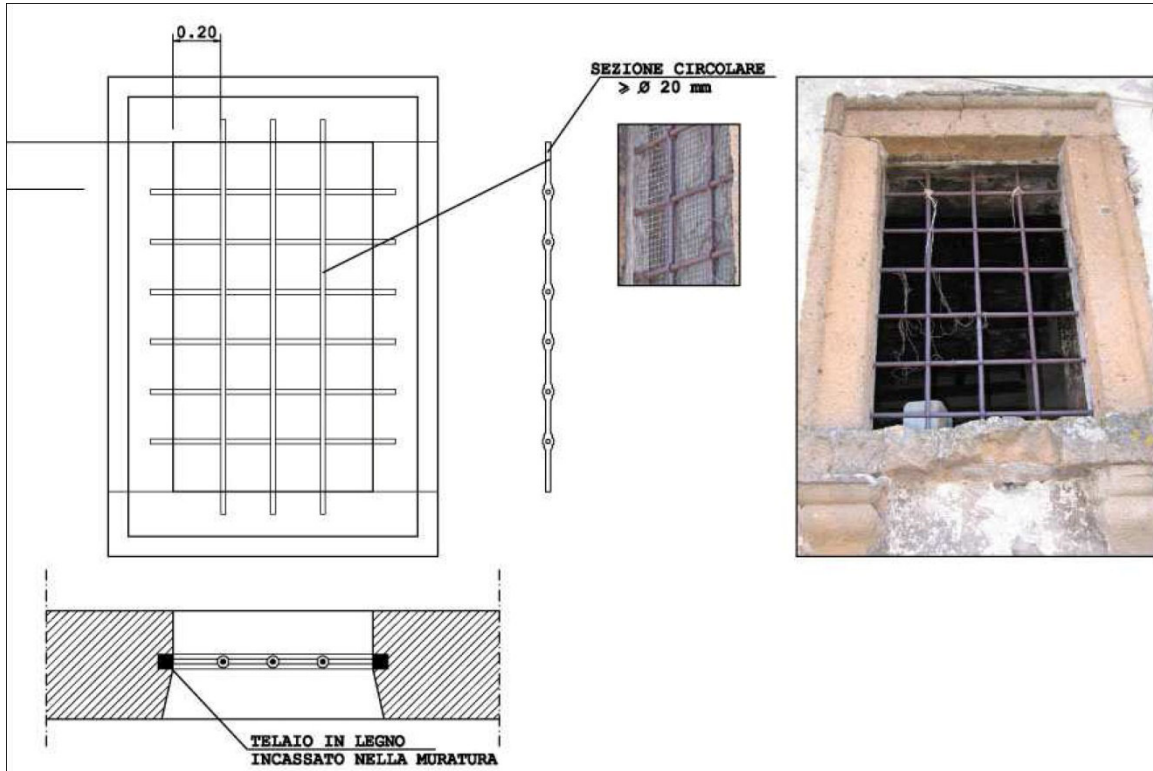 0.20
SEZIONE CIRCOLARE
≥ Ø 20 mm
TELAIO IN LEGNO
INCASSATO NELLA MURATURA